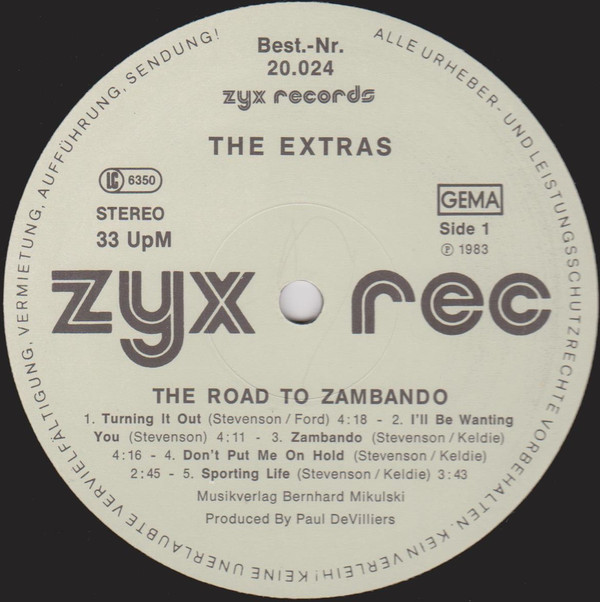 Best.-Nr.
20.024
zyx records
THE EXTRAS
LC 6350
STEREO
33 UpM
GEMA
Side 1
Ⓟ 1983
zyx rec
THE ROAD TO ZAMBANDO
1. Turning It Out (Stevenson / Ford) 4:18 - 2. I'll Be Wanting
You (Stevenson) 4:11 - 3. Zambando (Stevenson / Keldie)
4:16 - 4. Don't Put Me On Hold (Stevenson / Keldie)
2:45 - 5. Sporting Life (Stevenson / Keldie) 3:43
Musikverlag Bernhard Mikulski
Produced By Paul DeVilliers
ALLE URHEBER- UND LEISTUNGSSCHUTZRECHTE VORBEHALTEN. KEIN VERLEIH! KEINE UNERLAUBTE VERVIELFÄLTIGUNG, VERMIETUNG, AUFFÜHRUNG, SENDUNG!